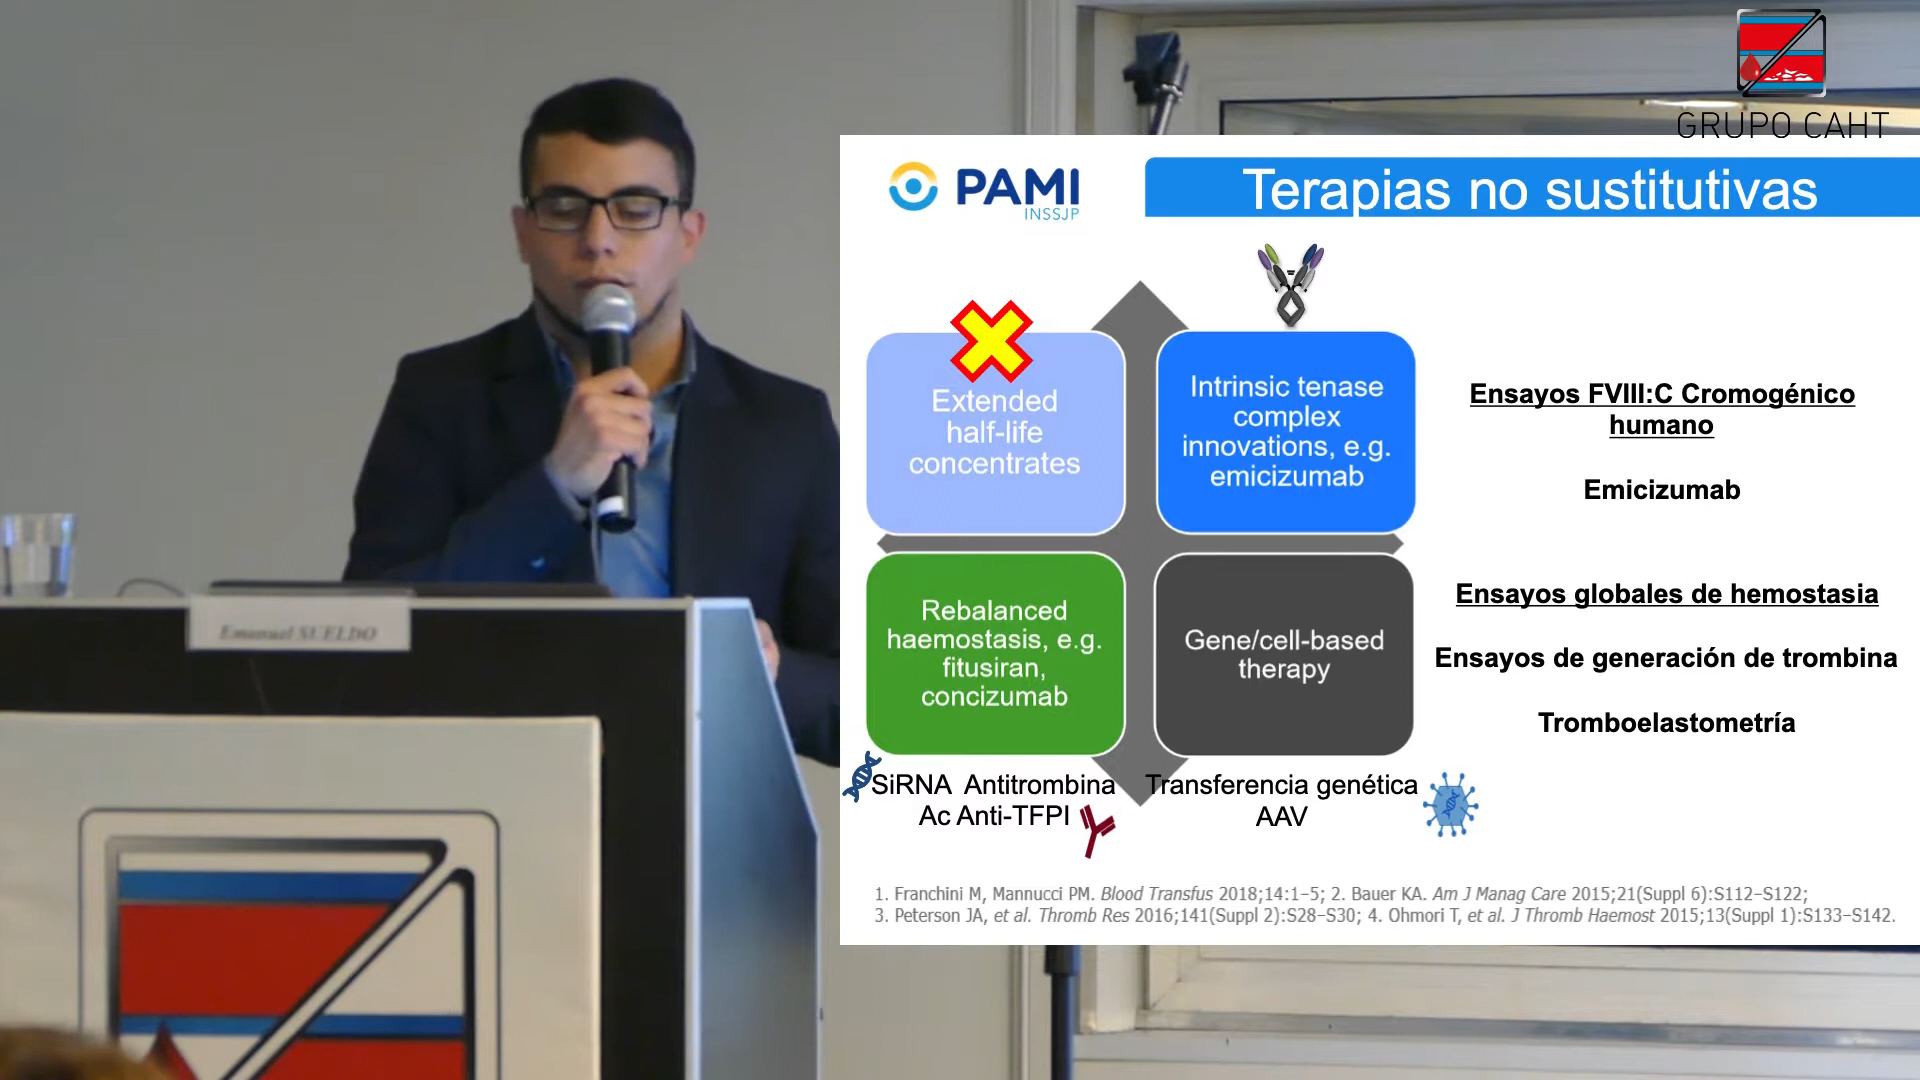 GRUPO CAHT
PAMI
INSSJP
Terapias no sustitutivas
Extended
half-life
concentrates
Intrinsic tenase
complex
innovations, e.g.
emicizumab
Ensayos FVIII:C Cromogénico
humano
Emicizumab
Rebalanced
haemostasis, e.g.
fitusiran,
concizumab
Gene/cell-based
therapy
Ensayos globales de hemostasia
Ensayos de generación de trombina
Tromboelastometría
SiRNA Antitrombina
Ac Anti-TFPI
Transferencia genética
AAV
1. Franchini M, Mannucci PM. Blood Transfus 2018;14:1–5; 2. Bauer KA. Am J Manag Care 2015;21(Suppl 6):S112–S122;
3. Peterson JA, et al. Thromb Res 2016;141(Suppl 2):S28–S30; 4. Ohmori T, et al. J Thromb Haemost 2015;13(Suppl 1):S133–S142.
Emanuel SUELDO